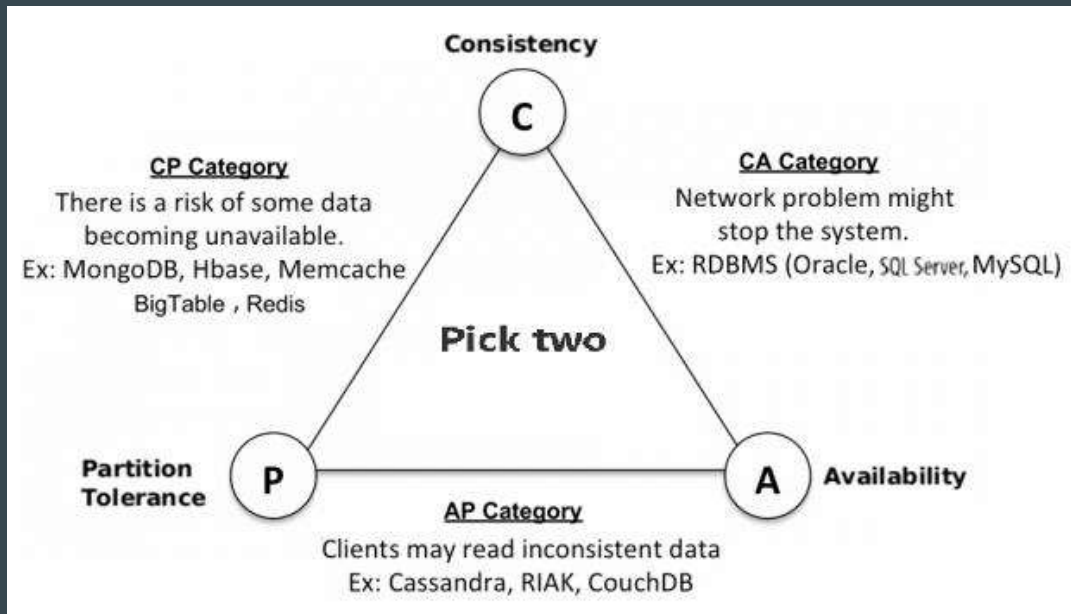 Consistency
C
CP Category
There is a risk of some data
becoming unavailable.
Ex: MongoDB, Hbase, Memcache
BigTable , Redis
CA Category
Network problem might
stop the system.
Ex: RDBMS (Oracle, SQL Server, MySQL)
Pick two
Partition
Tolerance
P
A
Availability
AP Category
Clients may read inconsistent data
Ex: Cassandra, RIAK, CouchDB